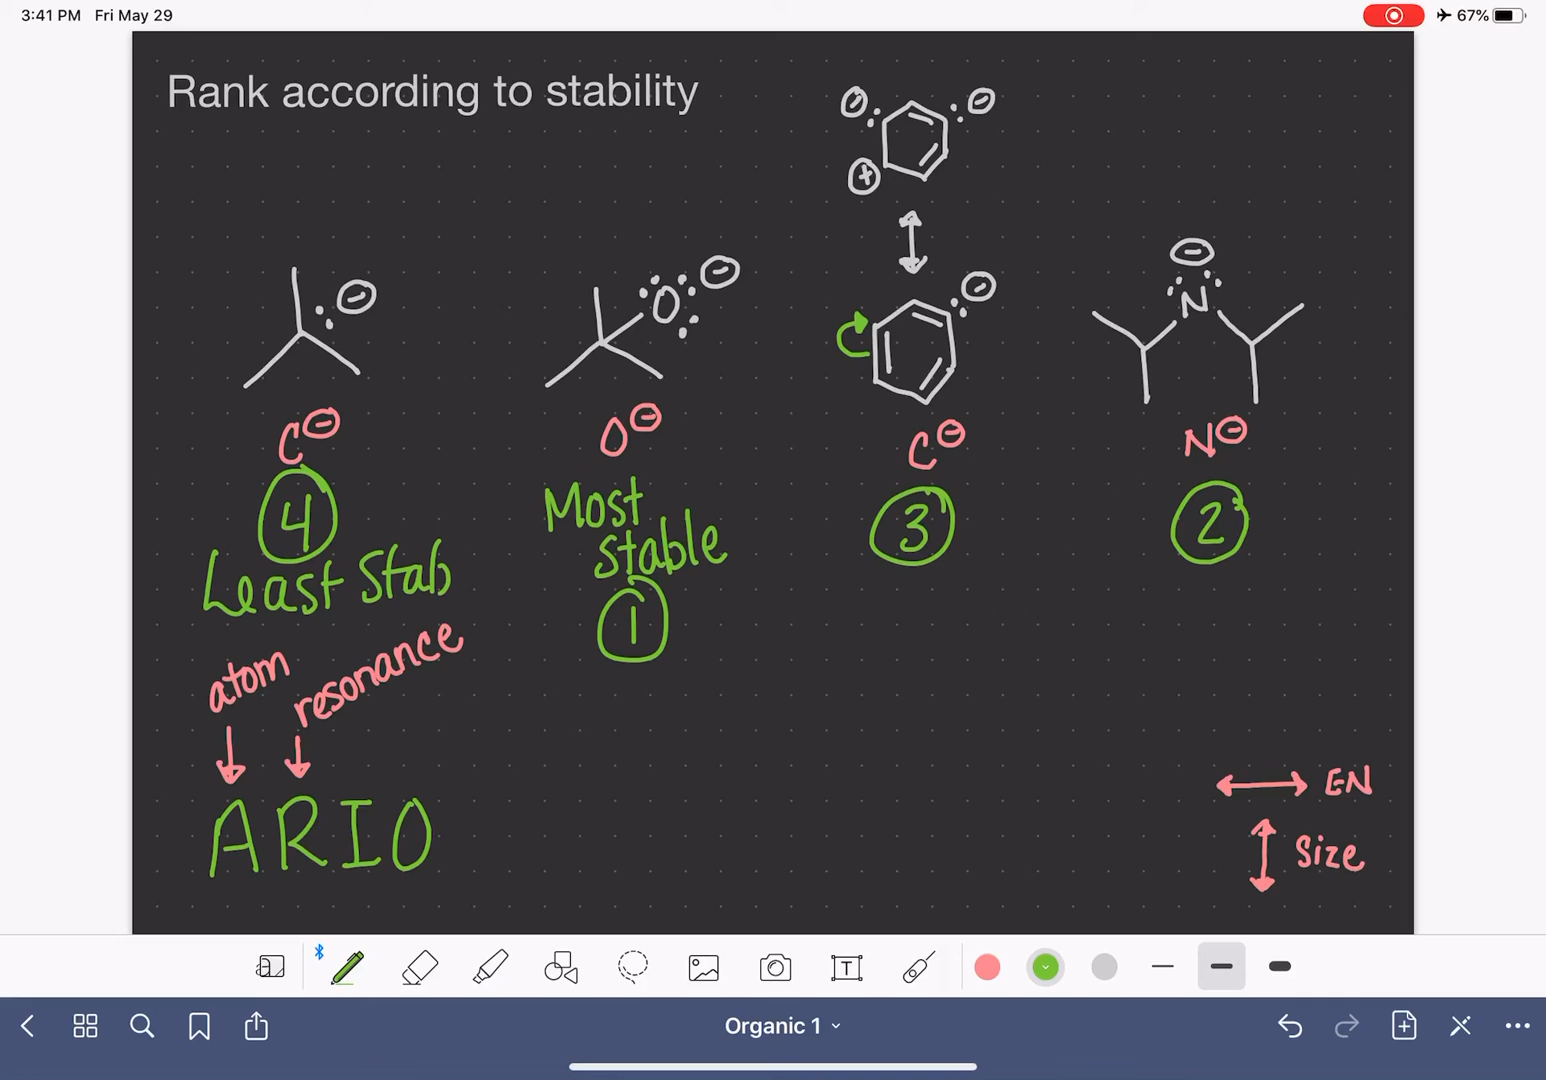 3:41 PM Fri May 29
67%
Rank according to stability
⊖ : : ⊖
⊕
: ⊖
O ⊖
: ⊖
⊖
N
C⊖
O⊖
C⊖
N⊖
4
Least Stab
Most
stable
1
3
2
atom
resonance
ARIO
EN
Size
T
Organic 1